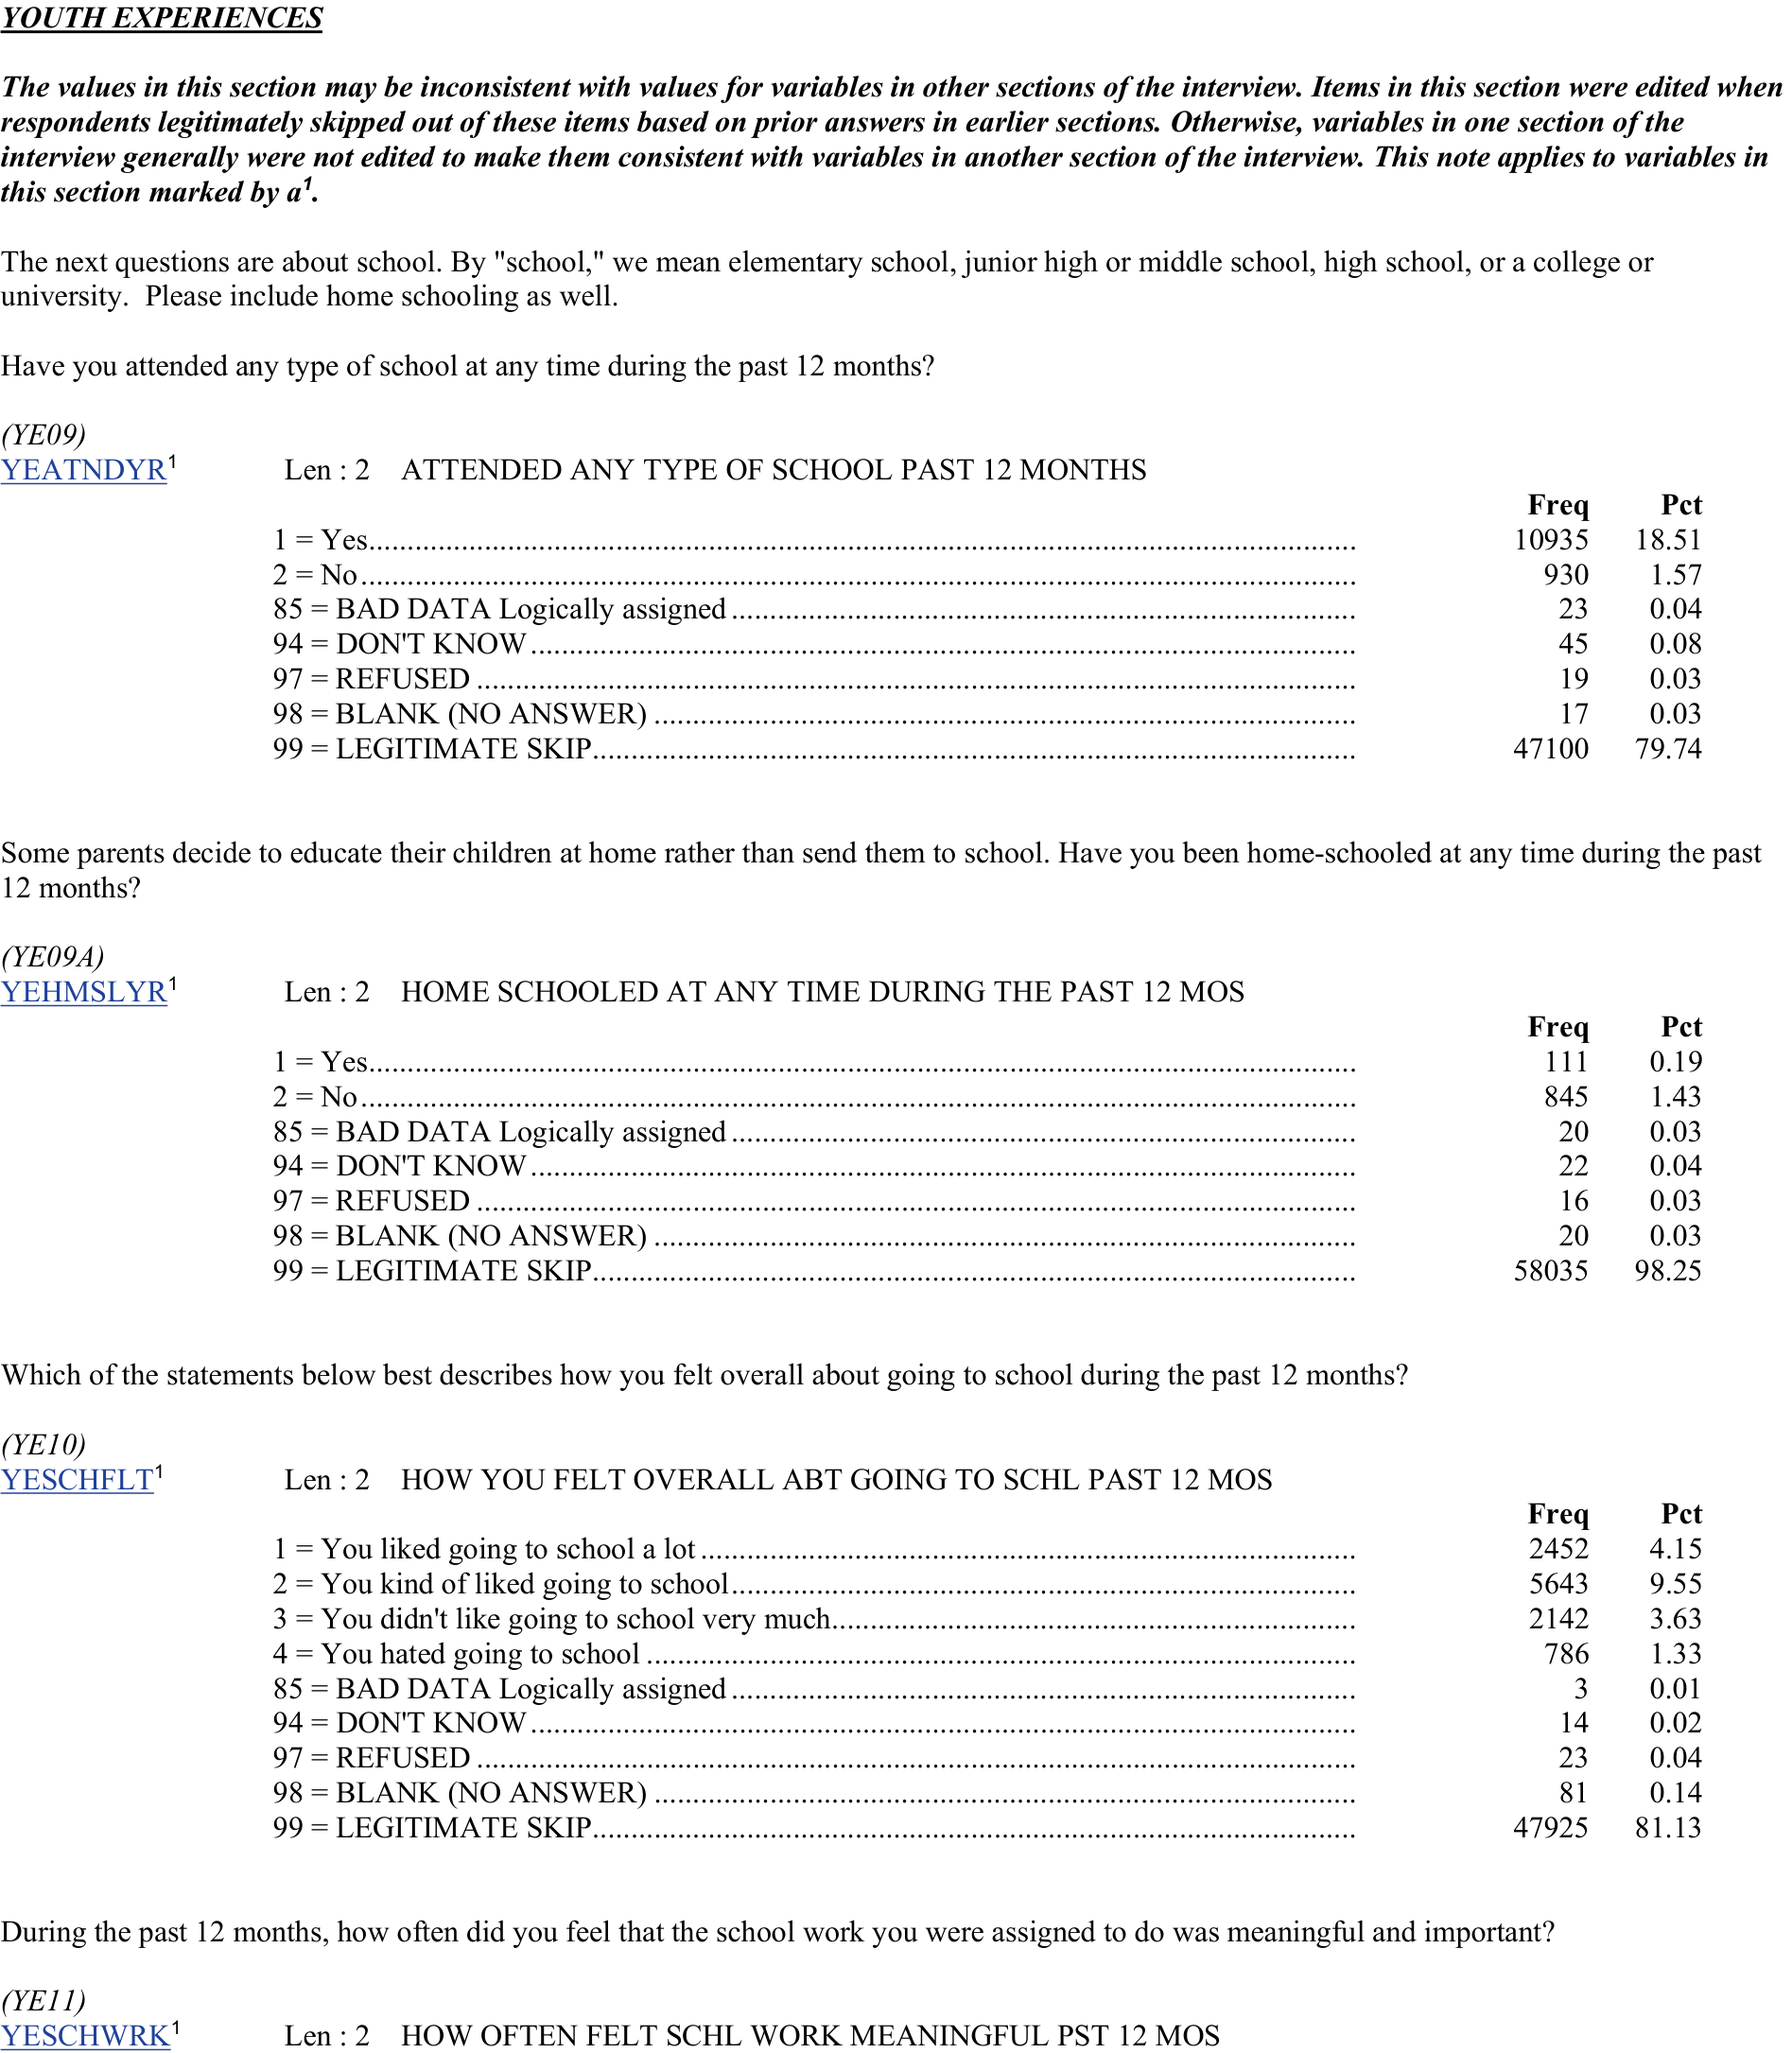 YOUTH EXPERIENCES
The values in this section may be inconsistent with values for variables in other sections of the interview. Items in this section were edited when
respondents legitimately skipped out of these items based on prior answers in earlier sections. Otherwise, variables in one section of the
interview generally were not edited to make them consistent with variables in another section of the interview. This note applies to variables in
this section marked by a¹.
The next questions are about school. By "school," we mean elementary school, junior high or middle school, high school, or a college or
university.  Please include home schooling as well.
Have you attended any type of school at any time during the past 12 months?
(YE09)
YEATNDYR¹ Len : 2 ATTENDED ANY TYPE OF SCHOOL PAST 12 MONTHS
Freq Pct
1 = Yes 10935 18.51
2 = No 930 1.57
85 = BAD DATA Logically assigned 23 0.04
94 = DON'T KNOW 45 0.08
97 = REFUSED 19 0.03
98 = BLANK (NO ANSWER) 17 0.03
99 = LEGITIMATE SKIP 47100 79.74
Some parents decide to educate their children at home rather than send them to school. Have you been home-schooled at any time during the past
12 months?
(YE09A)
YEHMSLYR¹ Len : 2 HOME SCHOOLED AT ANY TIME DURING THE PAST 12 MOS
Freq Pct
1 = Yes 111 0.19
2 = No 845 1.43
85 = BAD DATA Logically assigned 20 0.03
94 = DON'T KNOW 22 0.04
97 = REFUSED 16 0.03
98 = BLANK (NO ANSWER) 20 0.03
99 = LEGITIMATE SKIP 58035 98.25
Which of the statements below best describes how you felt overall about going to school during the past 12 months?
(YE10)
YESCHFLT¹ Len : 2 HOW YOU FELT OVERALL ABT GOING TO SCHL PAST 12 MOS
Freq Pct
1 = You liked going to school a lot 2452 4.15
2 = You kind of liked going to school 5643 9.55
3 = You didn't like going to school very much 2142 3.63
4 = You hated going to school 786 1.33
85 = BAD DATA Logically assigned 3 0.01
94 = DON'T KNOW 14 0.02
97 = REFUSED 23 0.04
98 = BLANK (NO ANSWER) 81 0.14
99 = LEGITIMATE SKIP 47925 81.13
During the past 12 months, how often did you feel that the school work you were assigned to do was meaningful and important?
(YE11)
YESCHWRK¹ Len : 2 HOW OFTEN FELT SCHL WORK MEANINGFUL PST 12 MOS